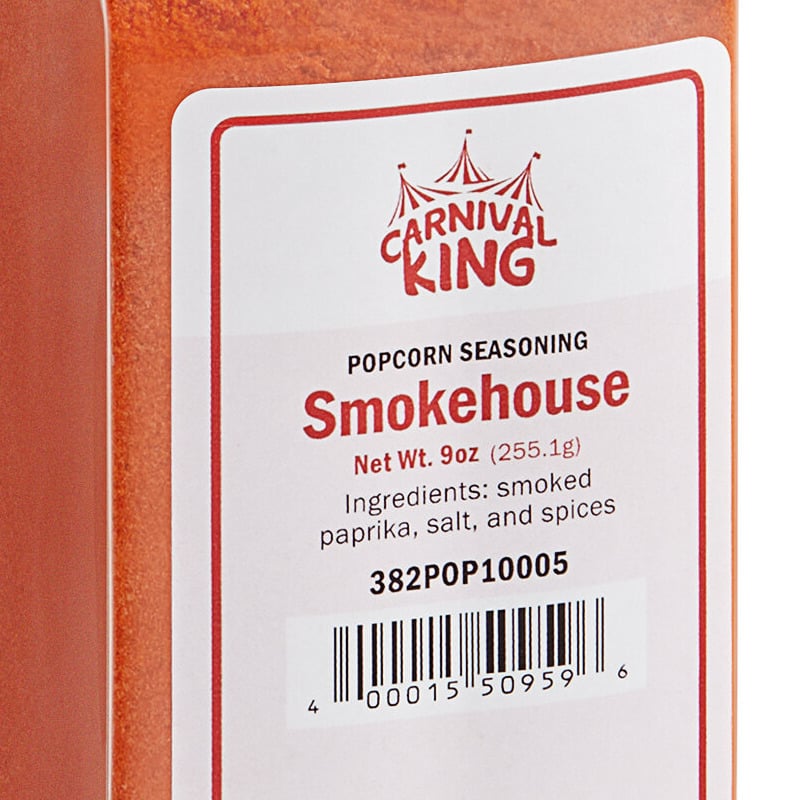 CARNIVAL
KING
POPCORN SEASONING
Smokehouse
Net Wt. 9oz (255.1g)
Ingredients: smoked
paprika, salt, and spices
382POP10005
4 00015 50959 6